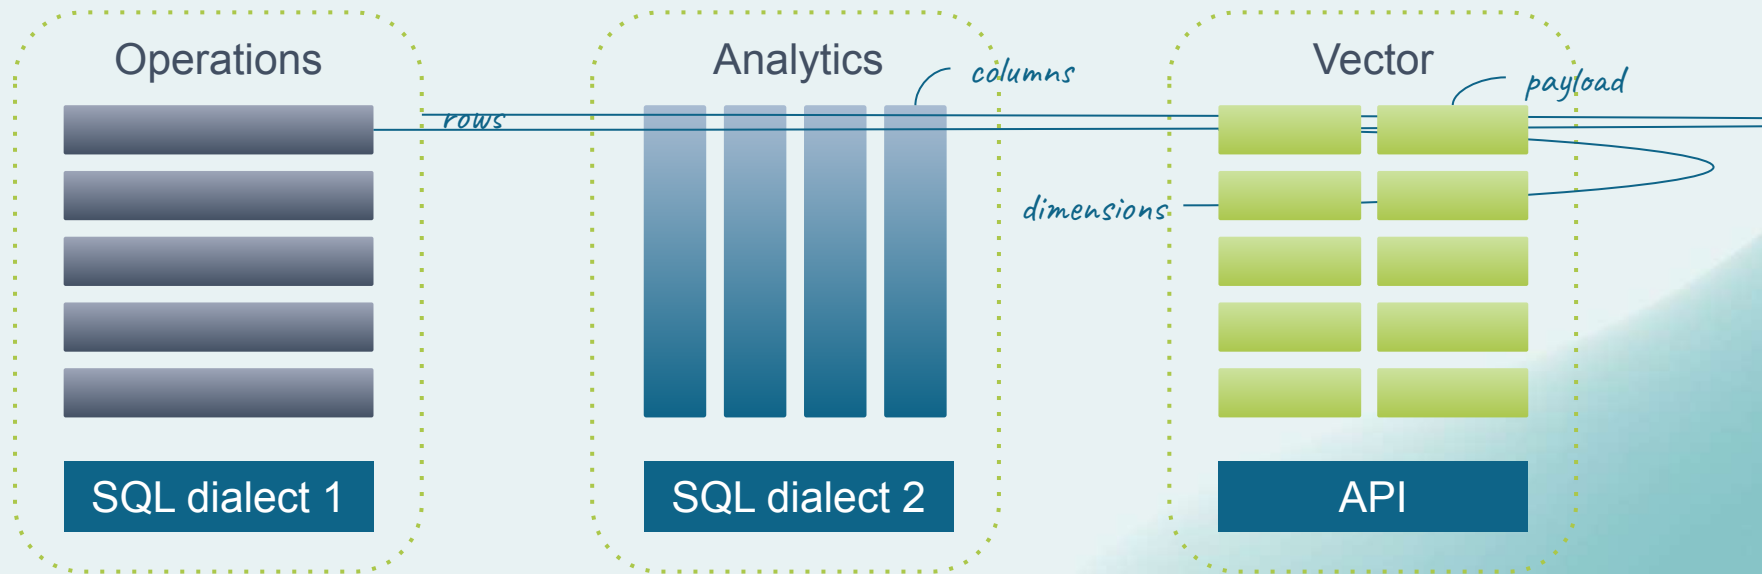 Operations
rows
SQL dialect 1
Analytics
columns
SQL dialect 2
Vector
payload
dimensions
API